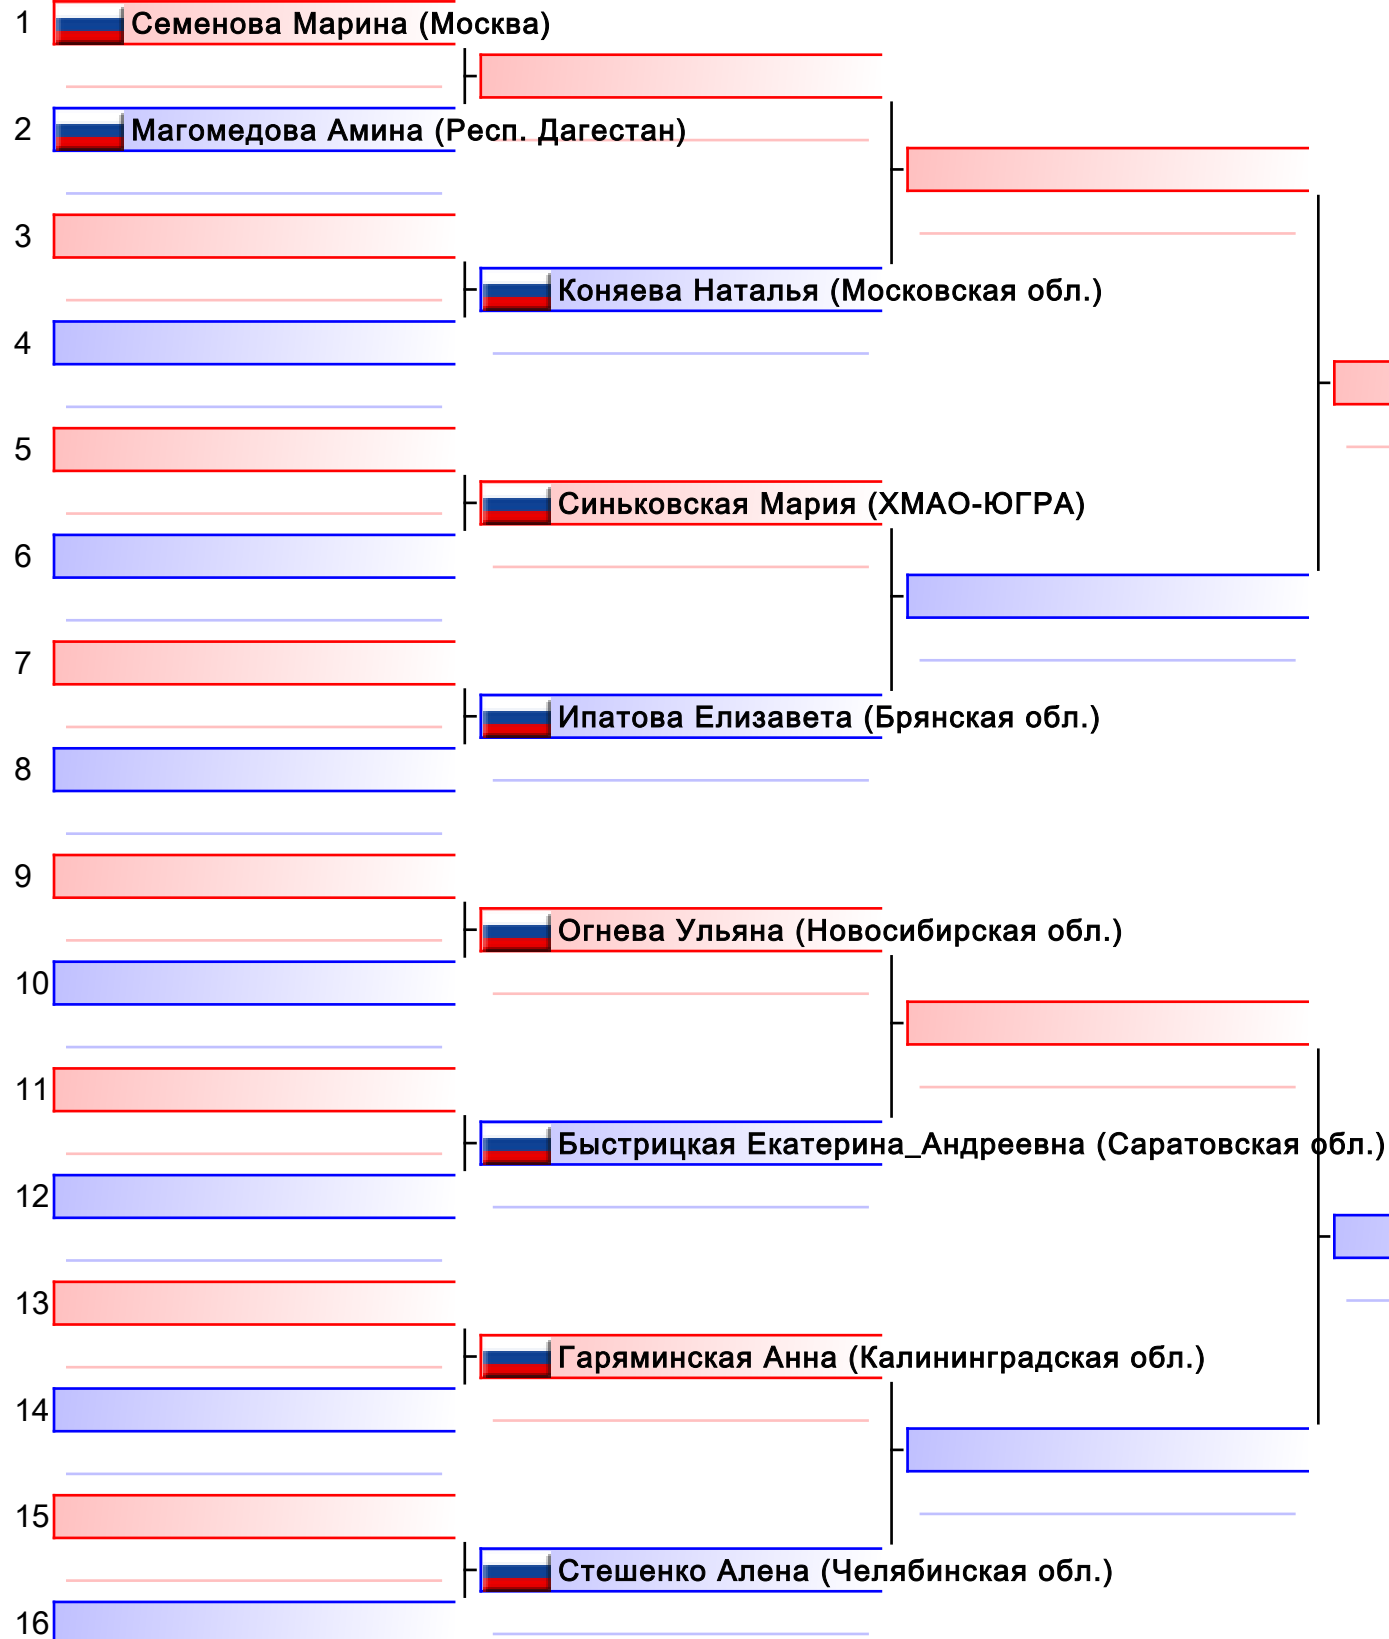 1 Семенова Марина (Москва)
2 Магомедова Амина (Респ. Дагестан)
3
Коняева Наталья (Московская обл.)
4
5
Синьковская Мария (ХМАО-ЮГРА)
6
7
Ипатова Елизавета (Брянская обл.)
8
9
Огнева Ульяна (Новосибирская обл.)
10
11
Быстрицкая Екатерина_Андреевна (Саратовская обл.)
12
13
Гаряминская Анна (Калининградская обл.)
14
15
Стешенко Алена (Челябинская обл.)
16